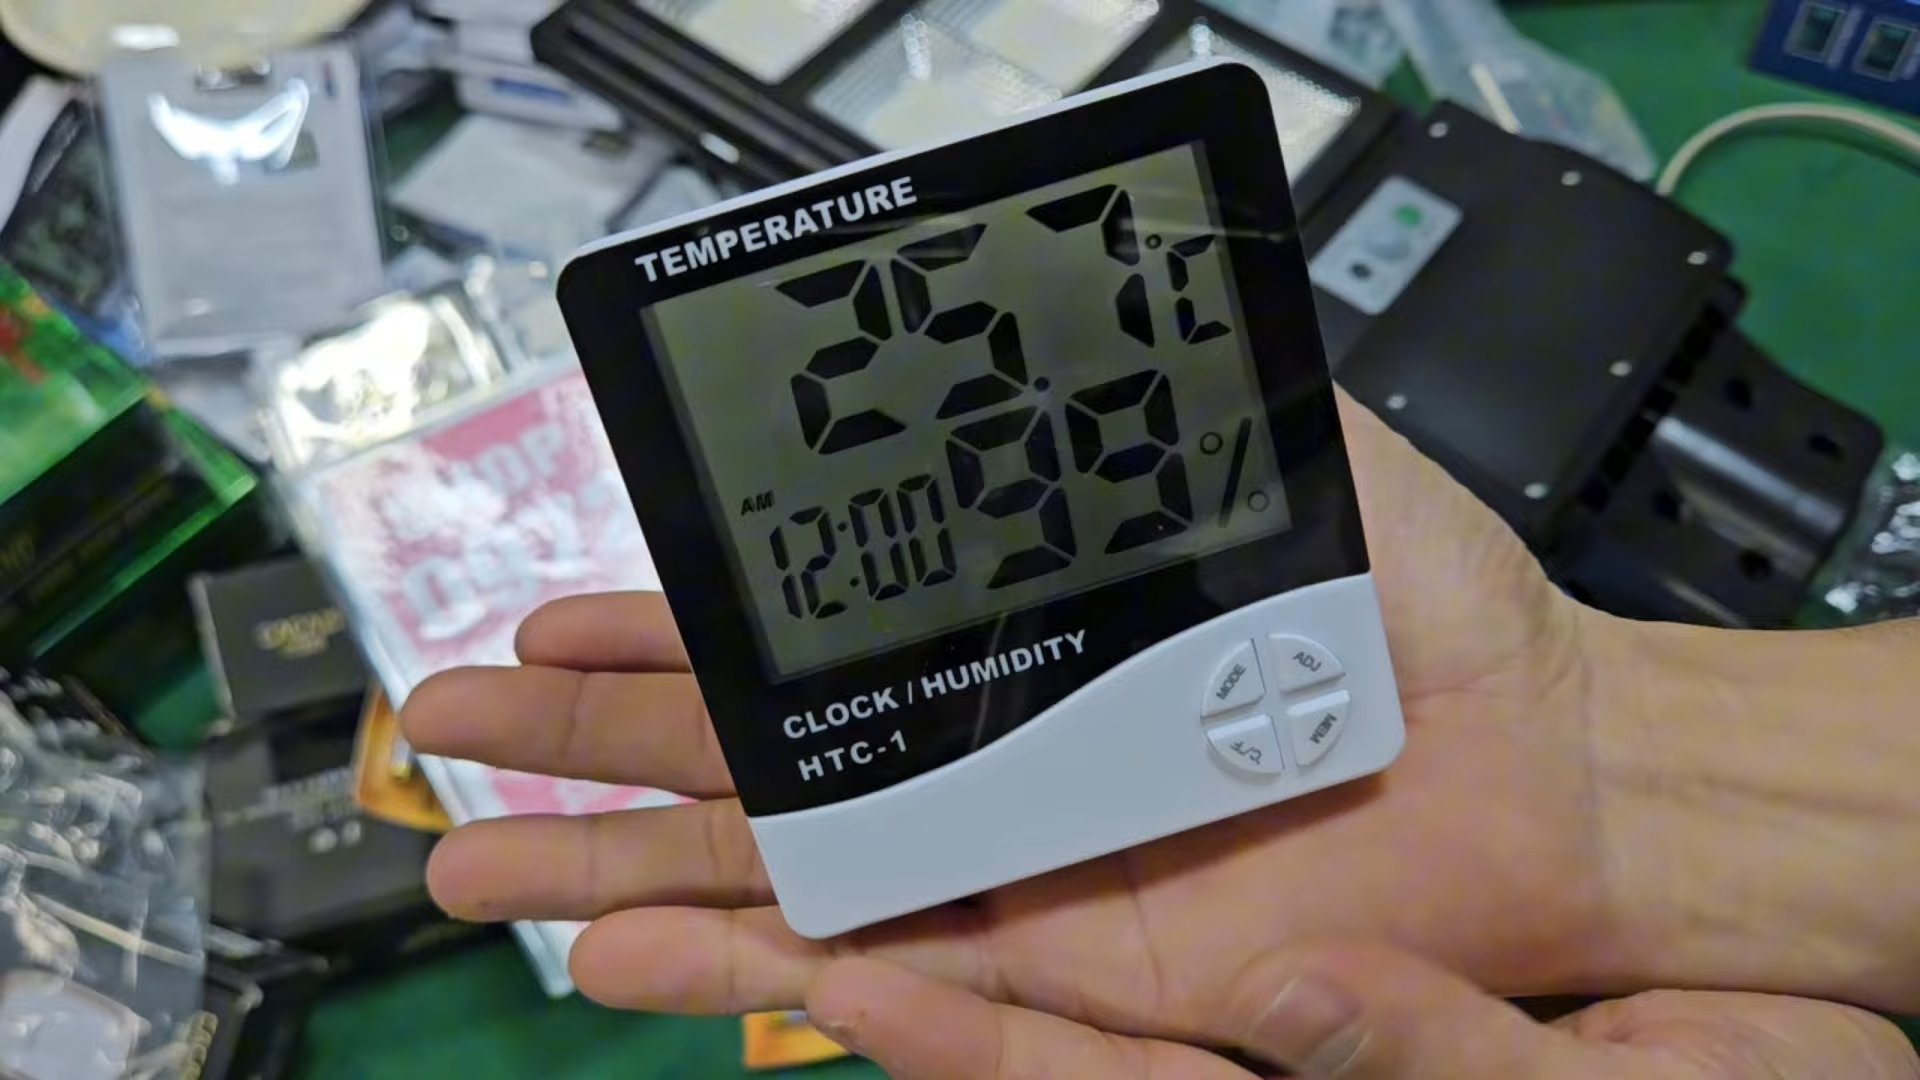 TEMPERATURE
25.7°C
AM
12:00
99%
CLOCK / HUMIDITY
HTC-1
MODE
ADJ
°C/°F
MEM